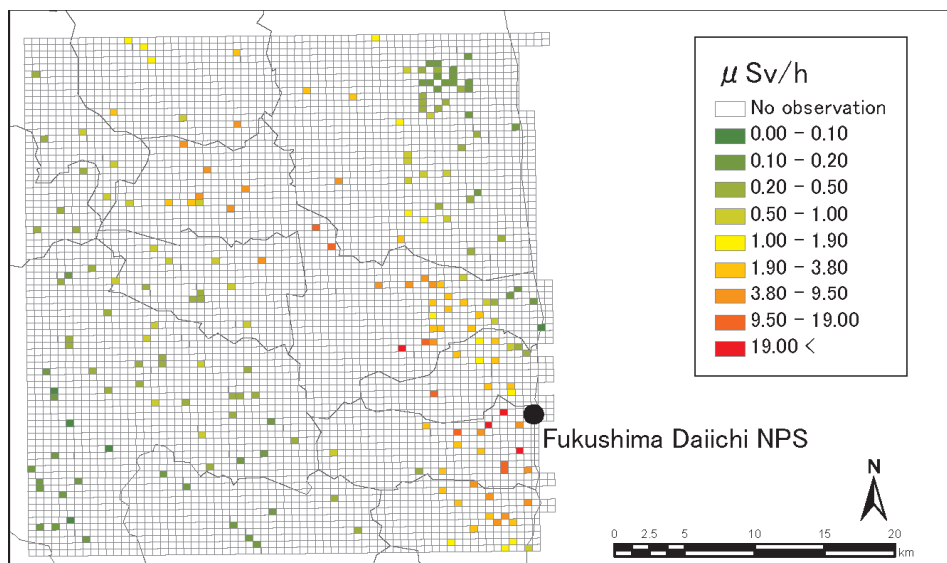 μ Sv/h
No observation
0.00 – 0.10
0.10 – 0.20
0.20 – 0.50
0.50 – 1.00
1.00 – 1.90
1.90 – 3.80
3.80 – 9.50
9.50 – 19.00
19.00 <
Fukushima Daiichi NPS
N
0 2.5 5 10 15 20
km